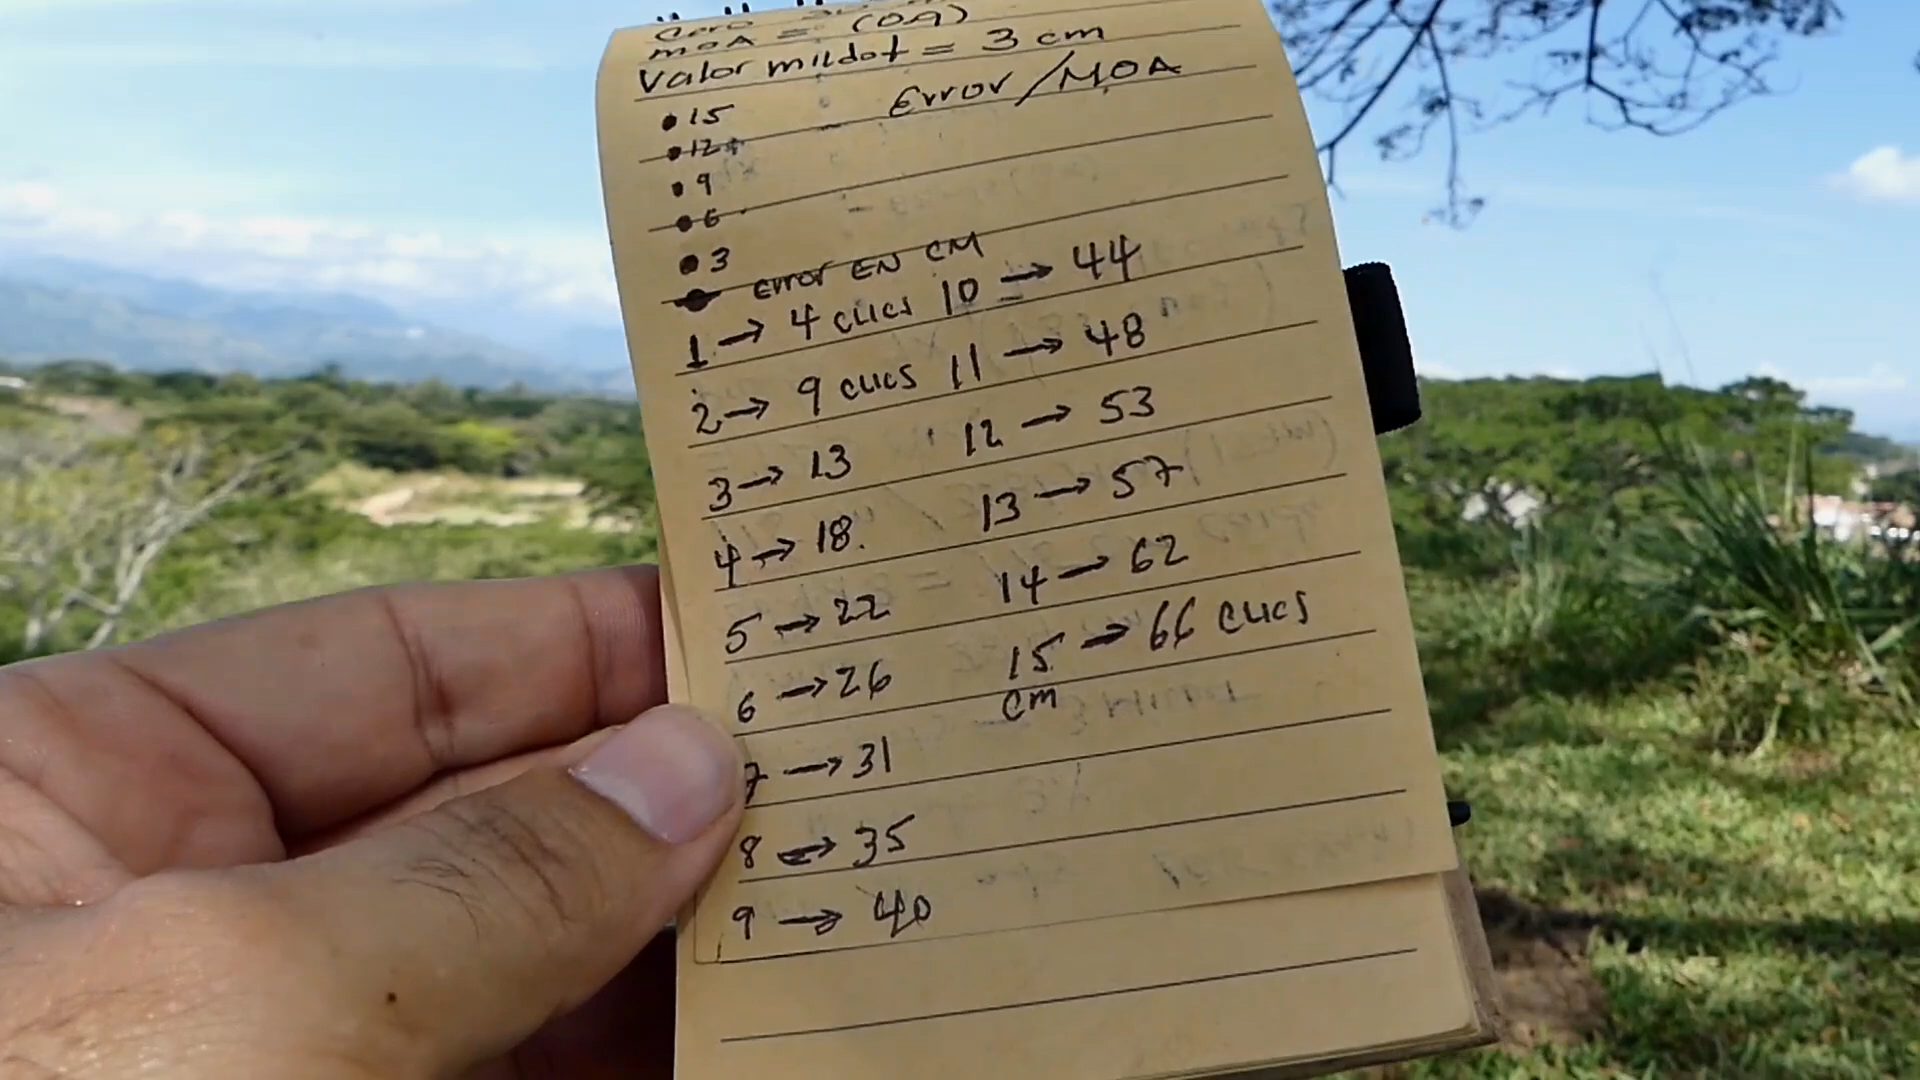 MOA = (0.9)
Valor mildot = 3 cm
Error / MOA
• 15
• 12
• 9
• 6
• 3
error EN CM
1 → 4 clics 10 → 44
2 → 9 clics 11 → 48
3 → 13 12 → 53
4 → 18. 13 → 57
5 → 22 14 → 62
6 → 26 15 → 66 clics
cm
7 → 31
8 → 35
9 → 40